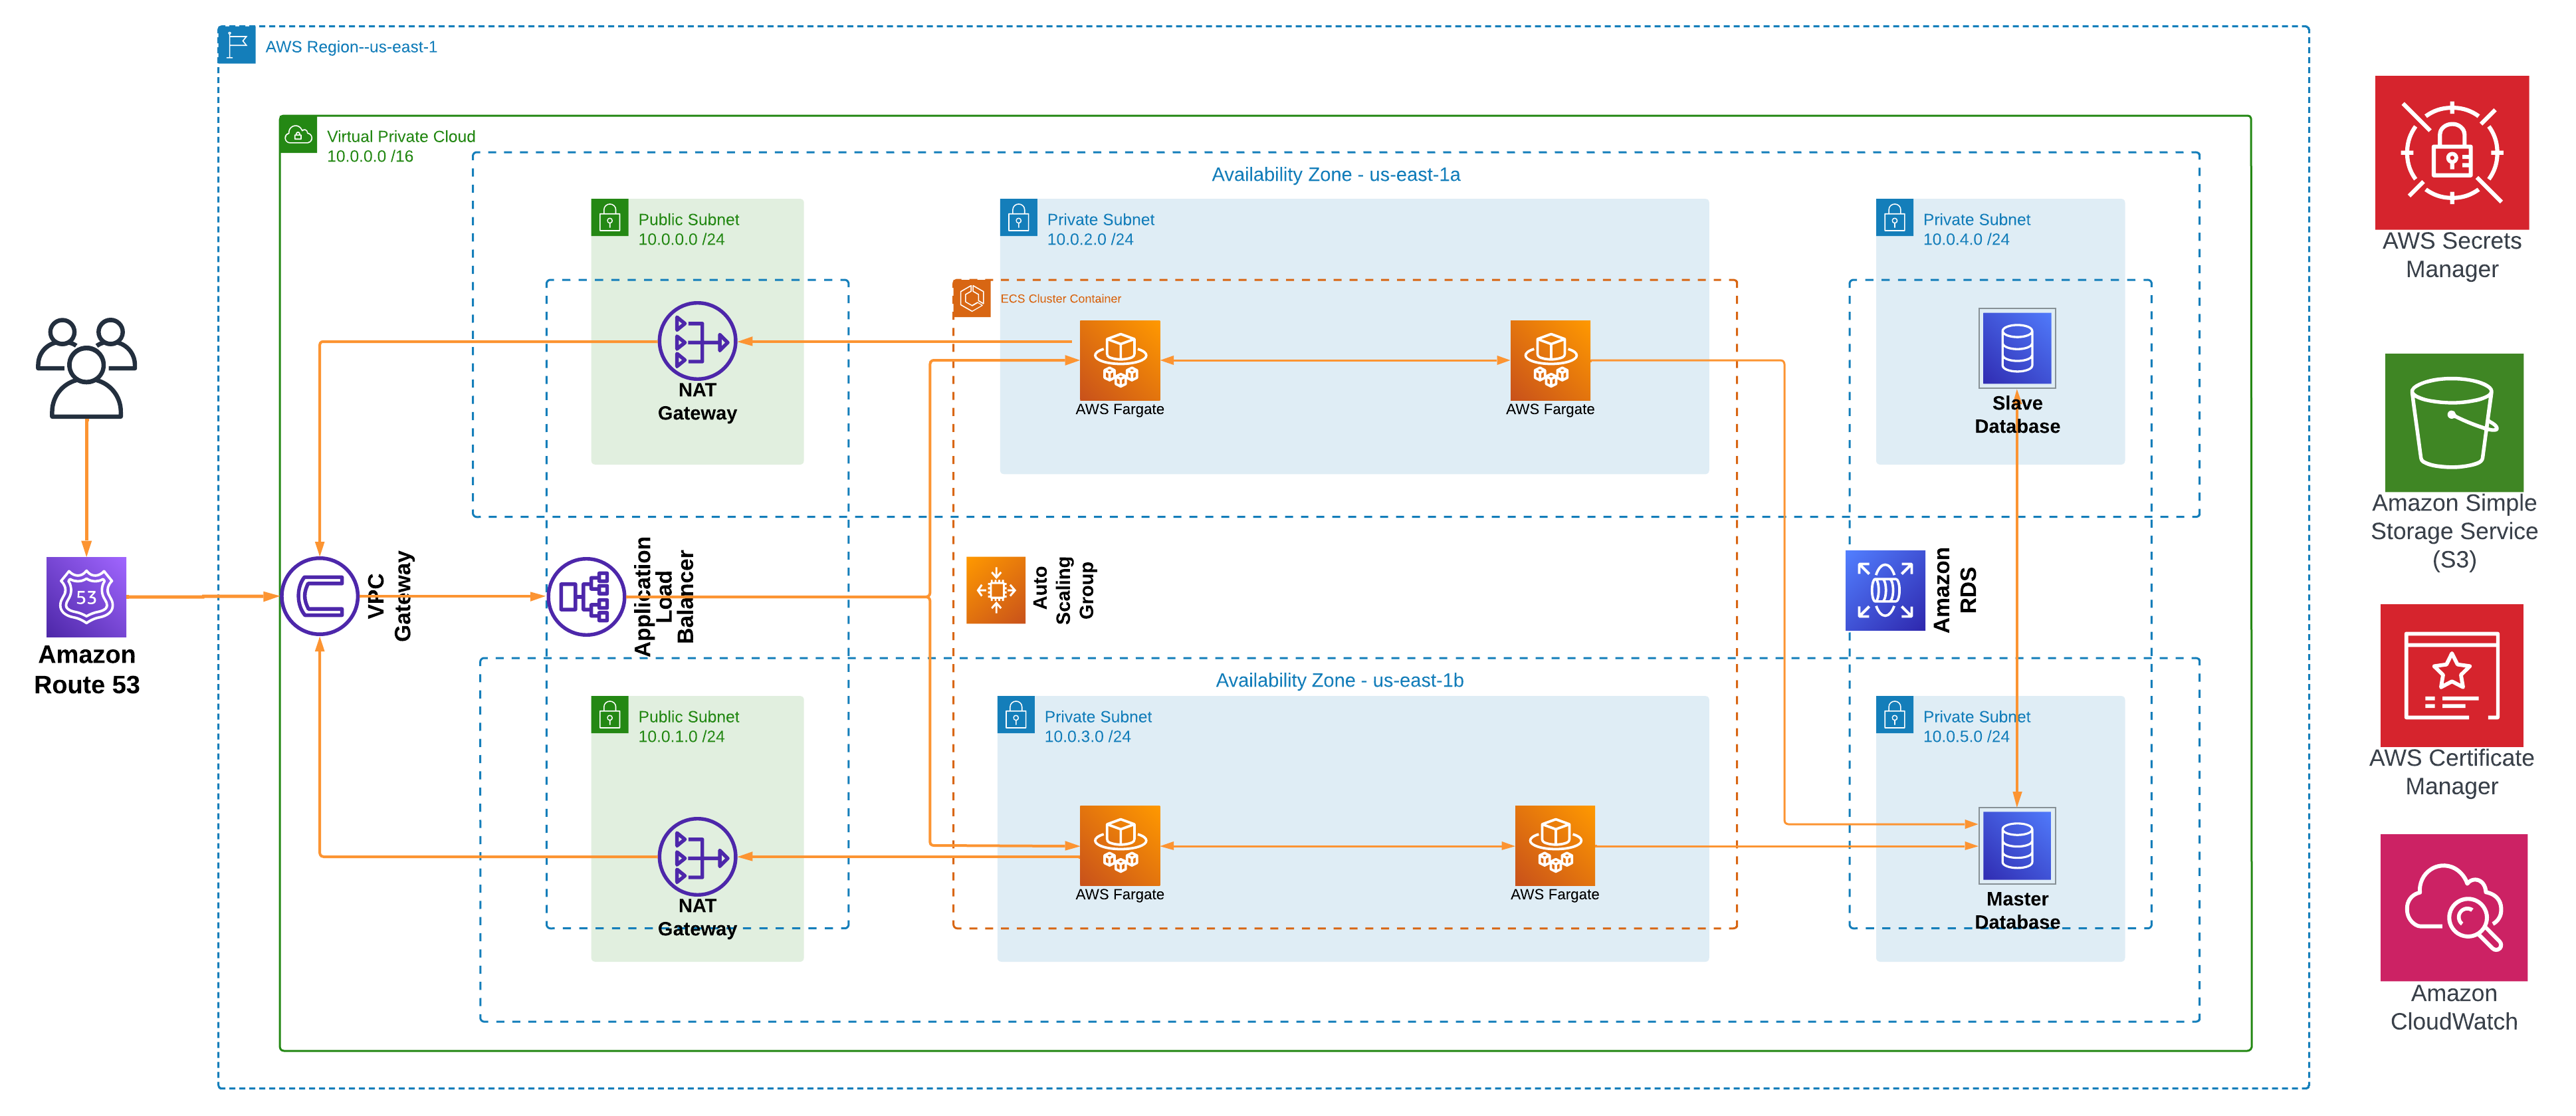 AWS Region--us-east-1
Virtual Private Cloud
10.0.0.0 /16
Availability Zone - us-east-1a
Public Subnet
10.0.0.0 /24
Private Subnet
10.0.2.0 /24
Private Subnet
10.0.4.0 /24
ECS Cluster Container
NAT
Gateway
AWS Fargate
AWS Fargate
Slave
Database
53
Amazon
Route 53
VPC
Gateway
Application
Load
Balancer
Auto
Scaling
Group
Amazon
RDS
Availability Zone - us-east-1b
Public Subnet
10.0.1.0 /24
Private Subnet
10.0.3.0 /24
Private Subnet
10.0.5.0 /24
NAT
Gateway
AWS Fargate
AWS Fargate
Master
Database
AWS Secrets
Manager
Amazon Simple
Storage Service
(S3)
AWS Certificate
Manager
Amazon
CloudWatch